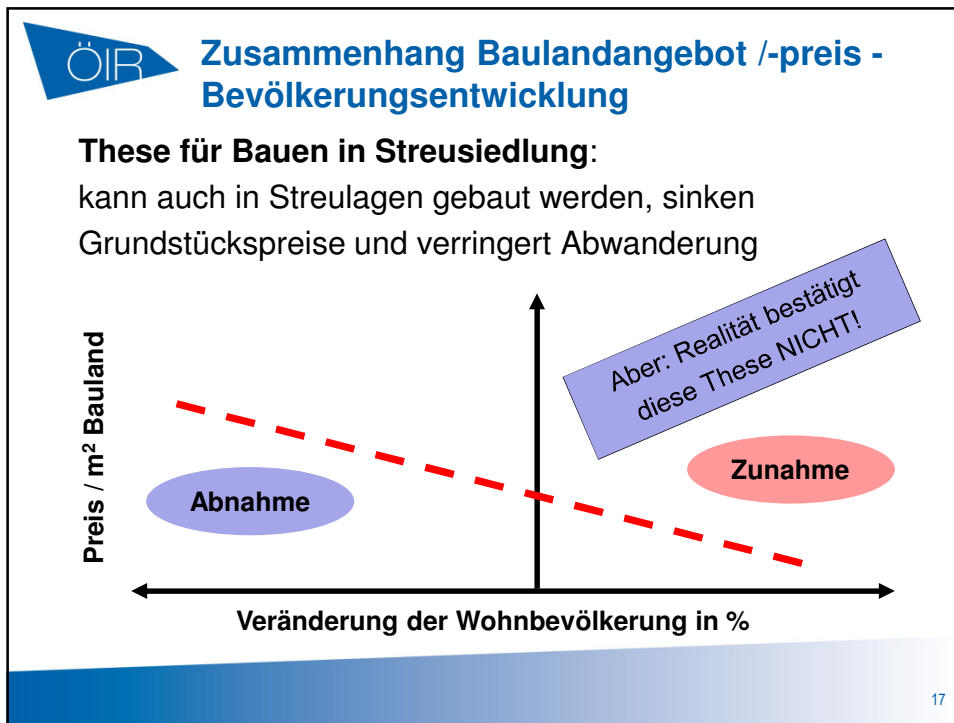 ÖIR
Zusammenhang Baulandangebot /-preis -
Bevölkerungsentwicklung
These für Bauen in Streusiedlung:
kann auch in Streulagen gebaut werden, sinken
Grundstückspreise und verringert Abwanderung
Aber: Realität bestätigt
diese These NICHT!
Preis / m² Bauland
Abnahme
Zunahme
Veränderung der Wohnbevölkerung in %
17